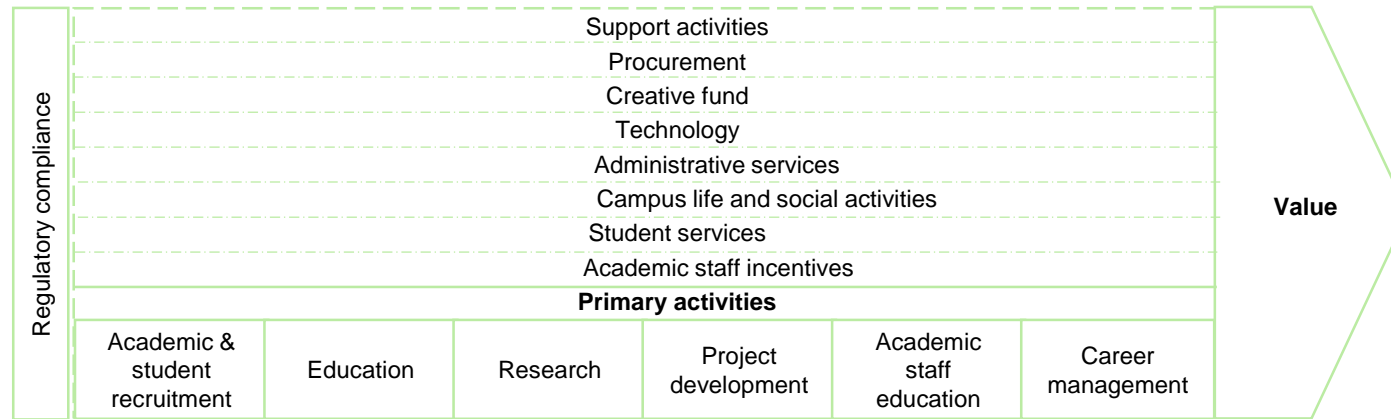 Regulatory compliance
Support activities
Procurement
Creative fund
Technology
Administrative services
Campus life and social activities
Student services
Academic staff incentives
Value
Primary activities
Academic &
student
recruitment
Education
Research
Project
development
Academic
staff
education
Career
management